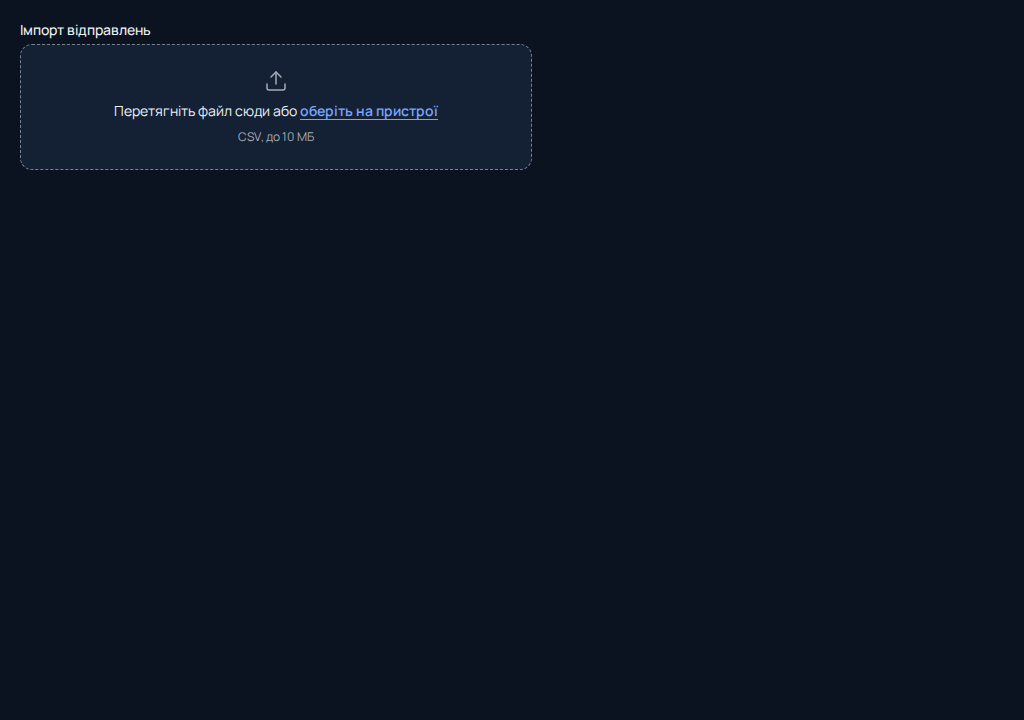 Імпорт відправлень
Перетягніть файл сюди або оберіть на пристрої
CSV, до 10 МБ